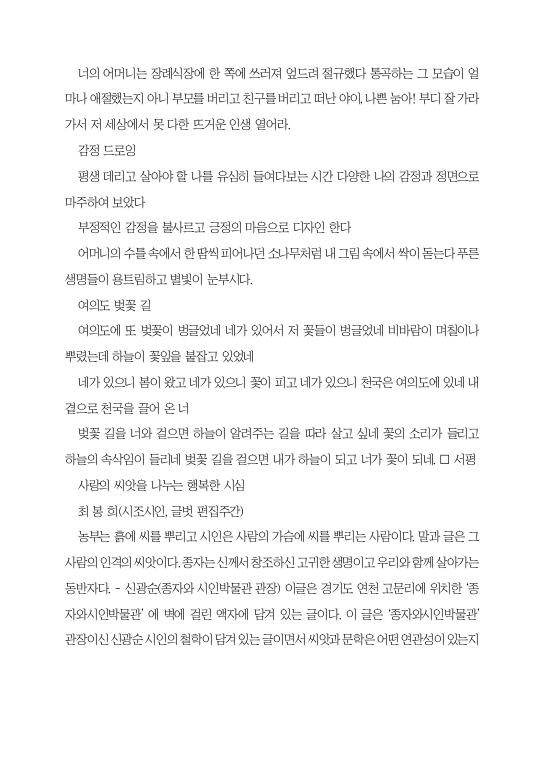 너의 어머니는 장례식장에 한 쪽에 쓰러져 엎드려 절규했다 통곡하는 그 모습이 얼
마나 애절했는지 아니 부모를 버리고 친구를 버리고 떠난 야이, 나쁜 눔아! 부디 잘 가라
가서 저 세상에서 못 다한 뜨거운 인생 열어라.
감정 드로잉
평생 데리고 살아야 할 나를 유심히 들여다보는 시간 다양한 나의 감정과 정면으로
마주하여 보았다
부정적인 감정을 불사르고 긍정의 마음으로 디자인 한다
어머니의 수틀 속에서 한 땀씩 피어나던 소나무처럼 내 그림 속에서 싹이 돋는다 푸른
생명들이 용트림하고 별빛이 눈부시다.
여의도 벚꽃 길
여의도에 또 벚꽃이 벙글었네 네가 있어서 저 꽃들이 벙글었네 비바람이 며칠이나
뿌렸는데 하늘이 꽃잎을 붙잡고 있었네
네가 있으니 봄이 왔고 네가 있으니 꽃이 피고 네가 있으니 천국은 여의도에 있네 내
곁으로 천국을 끌어 온 너
벚꽃 길을 너와 걸으면 하늘이 알려주는 길을 따라 살고 싶네 꽃의 소리가 들리고
하늘의 속삭임이 들리네 벚꽃 길을 걸으면 내가 하늘이 되고 너가 꽃이 되네. □ 서평
사랑의 씨앗을 나누는 행복한 시심
최 봉 희(시조시인, 글벗 편집주간)
농부는 흙에 씨를 뿌리고 시인은 사람의 가슴에 씨를 뿌리는 사람이다. 말과 글은 그
사람의 인격의 씨앗이다. 종자는 신께서 창조하신 고귀한 생명이고 우리와 함께 살아가는
동반자다. - 신광순(종자와 시인박물관 관장) 이글은 경기도 연천 고문리에 위치한 ‘종
자와시인박물관’ 에 벽에 걸린 액자에 담겨 있는 글이다. 이 글은 ‘종자와시인박물관’
관장이신 신광순 시인의 철학이 담겨 있는 글이면서 씨앗과 문학은 어떤 연관성이 있는지